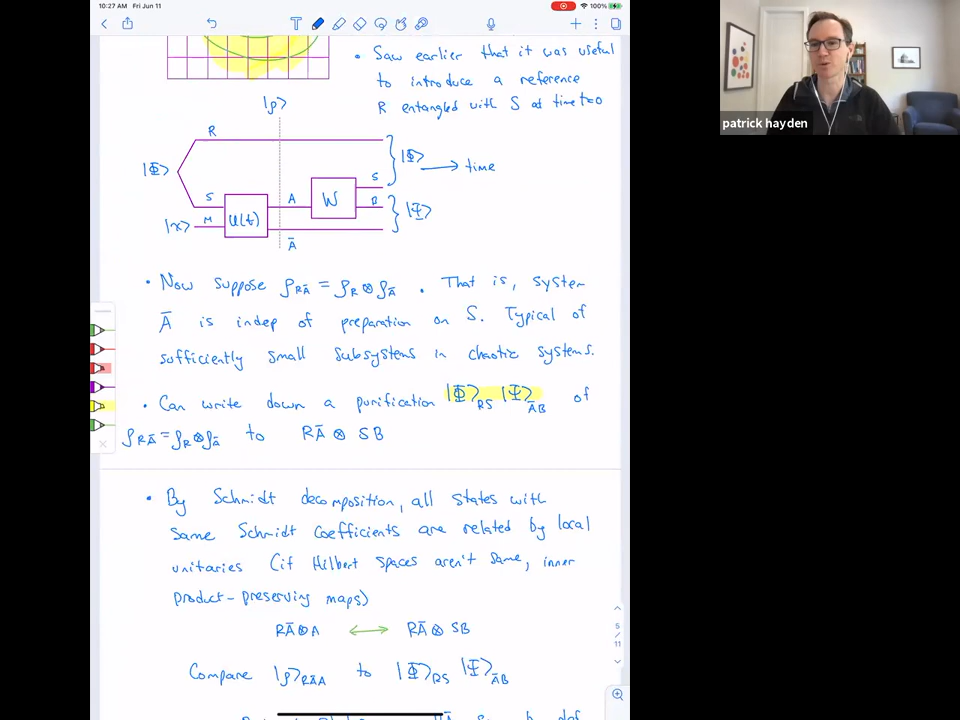 10:27 AM Fri Jun 11
100%
• Saw earlier that it was useful
to introduce a reference
R entangled with S at time t=0
|ρ⟩
R
|Φ⟩
|Φ⟩ → time
S
S
A
W
B
|x⟩
M
U(t)
|Ψ⟩
Ā
• Now suppose ρ_RĀ = ρ_R ⊗ ρ_Ā . That is, system
Ā is indep of preparation on S. Typical of
sufficiently small subsystems in chaotic systems.
• Can write down a purification |Φ⟩_RS |Ψ⟩_ĀB of
ρ_RĀ = ρ_R ⊗ ρ_Ā to RĀ ⊗ SB
• By Schmidt decomposition, all states with
same Schmidt coefficients are related by local
unitaries (if Hilbert spaces aren't same, inner
product-preserving maps)
RĀ⊗A ⟷ RĀ⊗ SB
Compare |ρ⟩_RĀA to |Φ⟩_RS |Ψ⟩_ĀB
5
/
11
patrick hayden